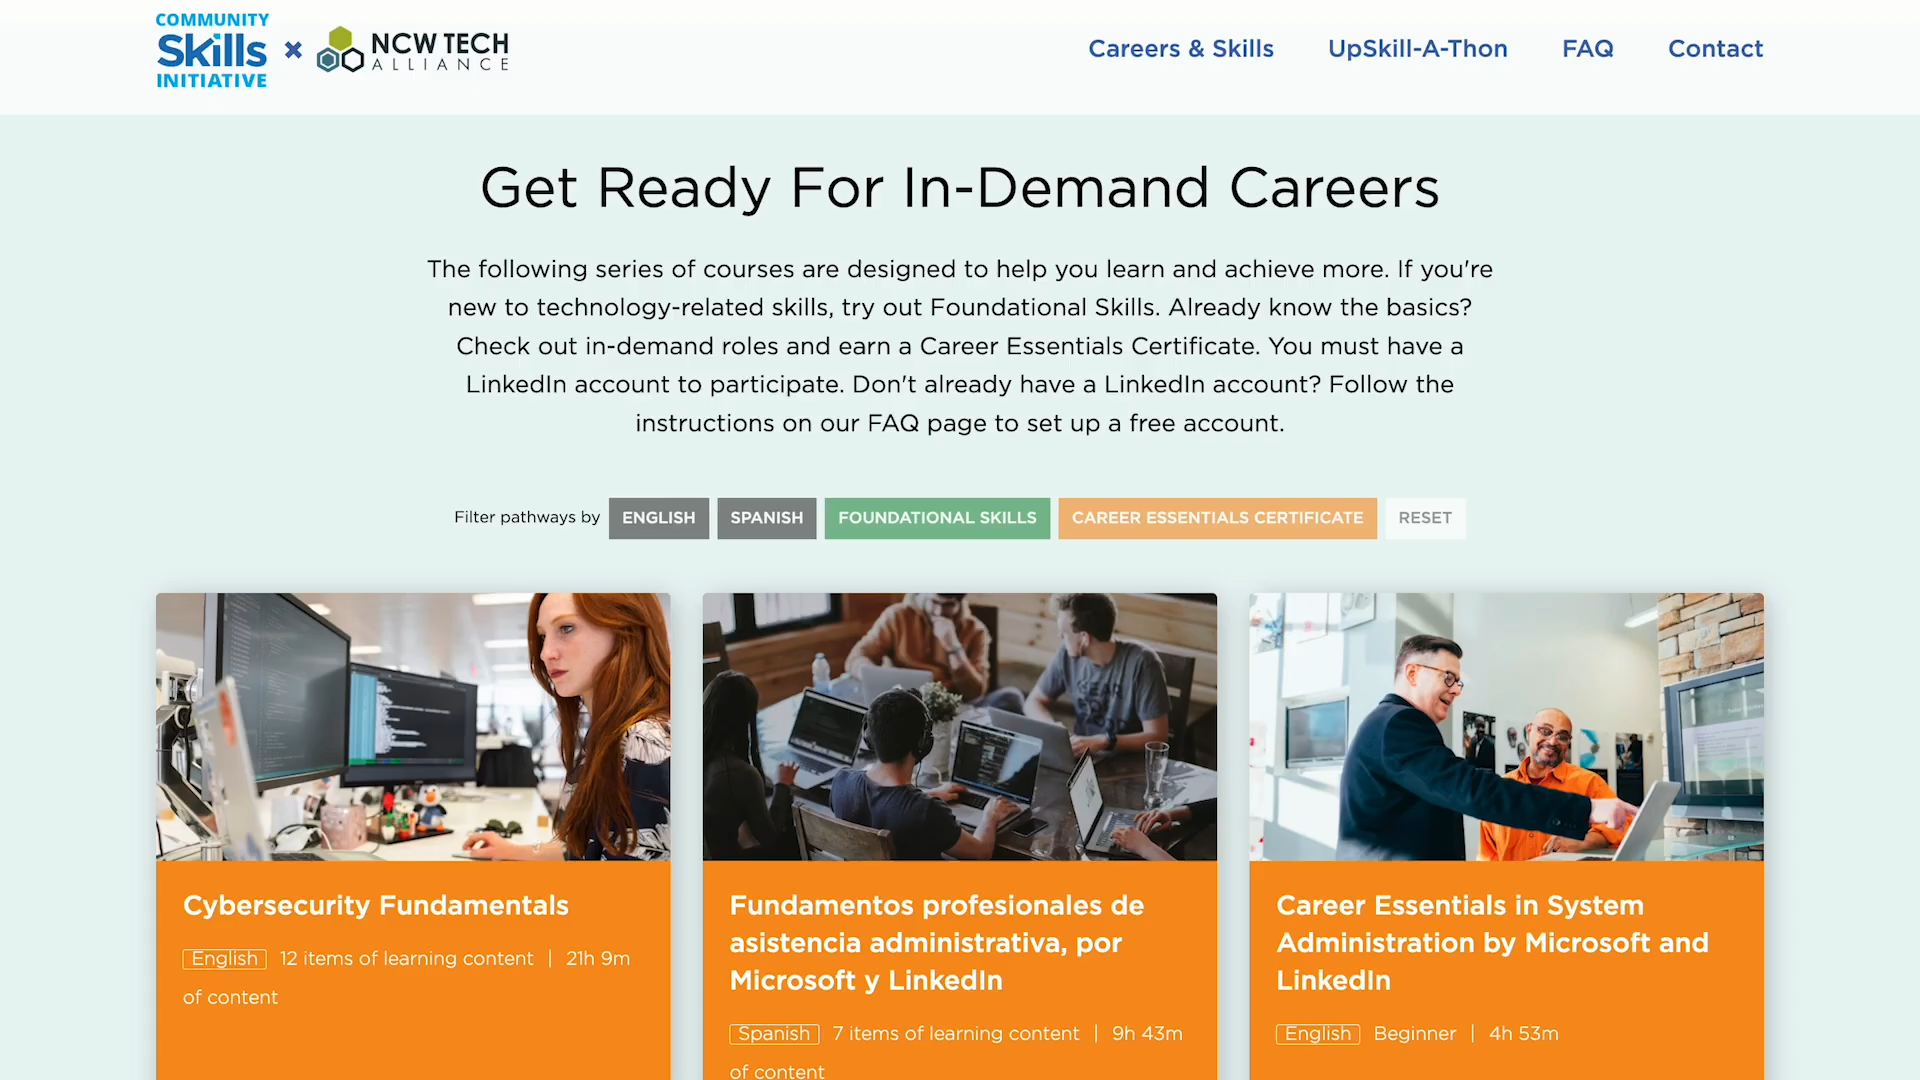 COMMUNITY
Skills
INITIATIVE
NCW TECH
ALLIANCE
Careers & Skills
UpSkill-A-Thon
FAQ
Contact
Get Ready For In-Demand Careers
The following series of courses are designed to help you learn and achieve more. If you're
new to technology-related skills, try out Foundational Skills. Already know the basics?
Check out in-demand roles and earn a Career Essentials Certificate. You must have a
LinkedIn account to participate. Don't already have a LinkedIn account? Follow the
instructions on our FAQ page to set up a free account.
Filter pathways by ENGLISH SPANISH FOUNDATIONAL SKILLS CAREER ESSENTIALS CERTIFICATE RESET
Cybersecurity Fundamentals
English 12 items of learning content | 21h 9m
of content
Fundamentos profesionales de
asistencia administrativa, por
Microsoft y LinkedIn
Spanish 7 items of learning content | 9h 43m
of content
Career Essentials in System
Administration by Microsoft and
LinkedIn
English Beginner | 4h 53m